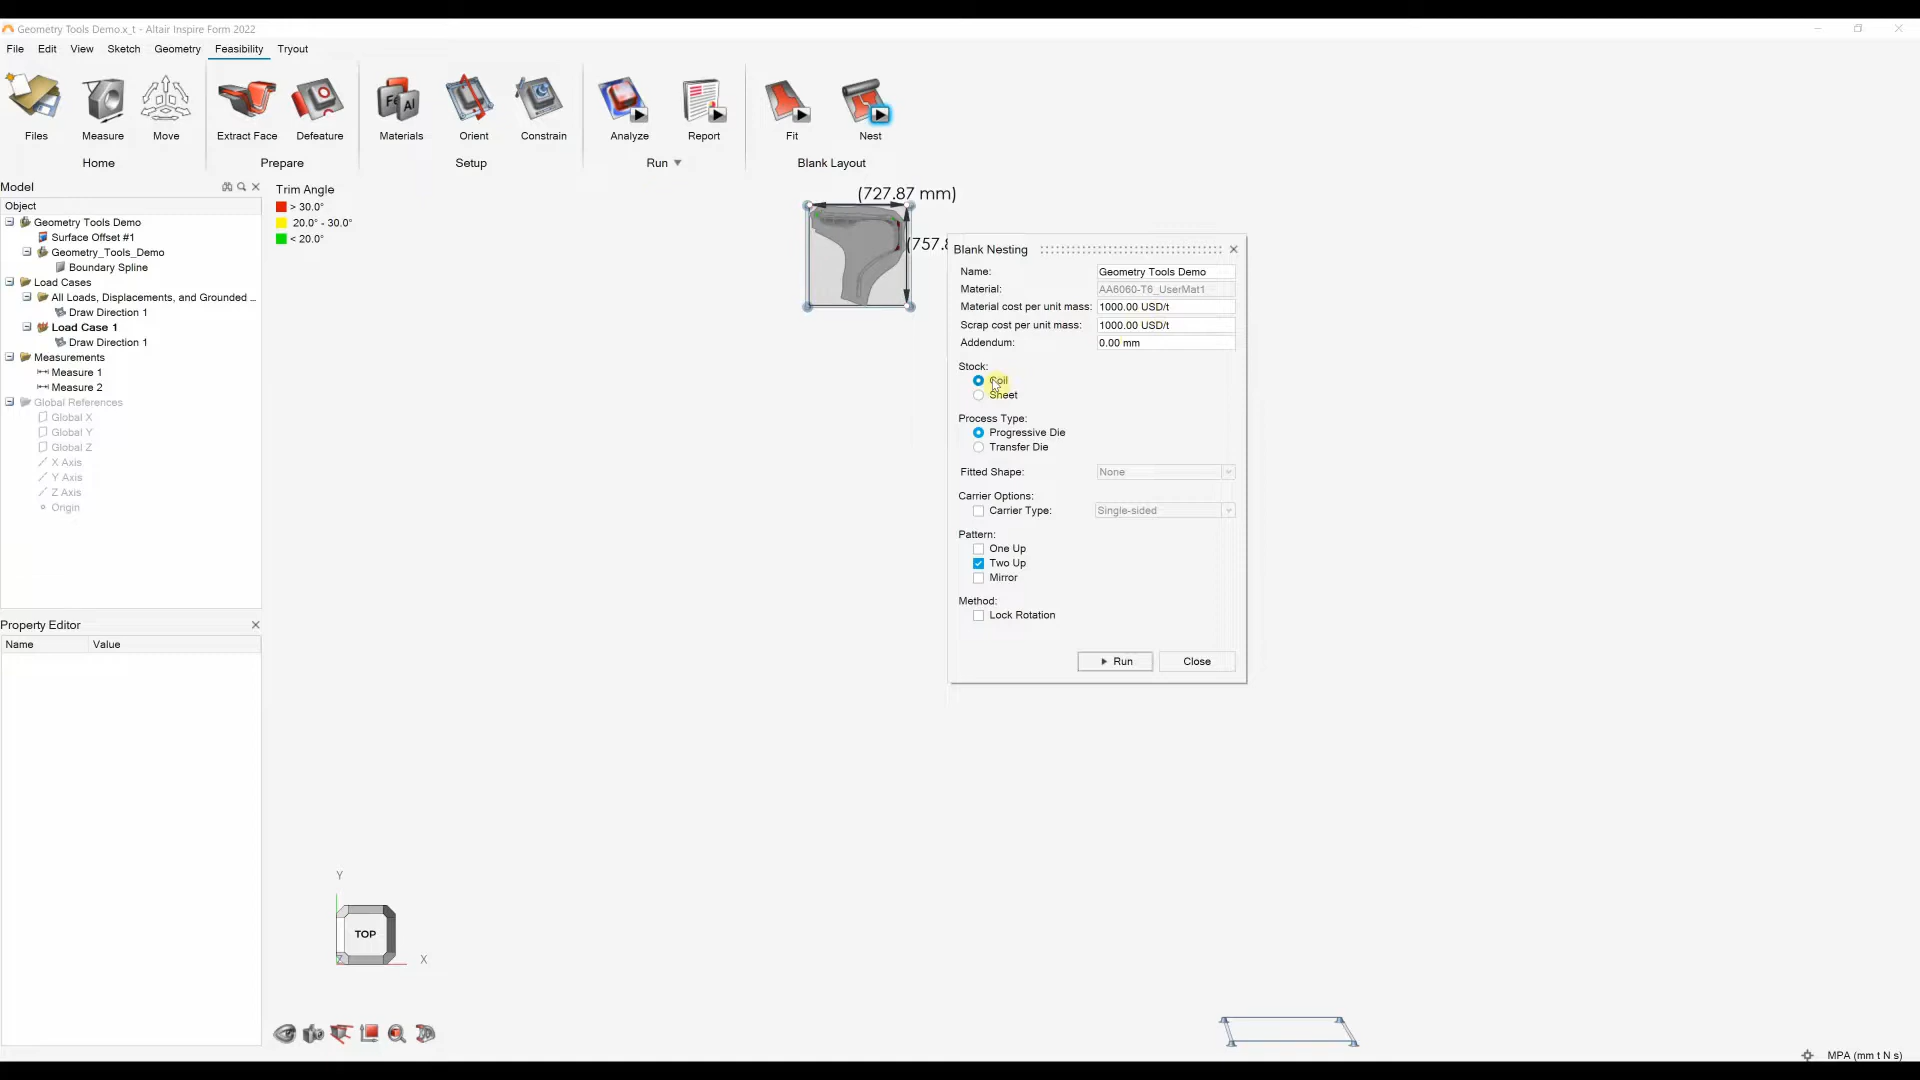 Geometry Tools Demo.x_t - Altair Inspire Form 2022
File Edit View Sketch Geometry Feasibility Tryout
Files Measure Move Extract Face Defeature Materials Orient Constrain Analyze Report Fit Nest
Home Prepare Setup Run Blank Layout
Model
Object
Geometry Tools Demo
Surface Offset #1
Geometry_Tools_Demo
Boundary Spline
Load Cases
All Loads, Displacements, and Grounded ...
Draw Direction 1
Load Case 1
Draw Direction 1
Measurements
Measure 1
Measure 2
Global References
Global X
Global Y
Global Z
X Axis
Y Axis
Z Axis
Origin
Property Editor
Name Value
Trim Angle
> 30.0°
20.0° - 30.0°
< 20.0°
(727.87 mm)
(757.8
Blank Nesting
Name: Geometry Tools Demo
Material: AA6060-T6_UserMat1
Material cost per unit mass: 1000.00 USD/t
Scrap cost per unit mass: 1000.00 USD/t
Addendum: 0.00 mm
Stock:
Coil
Sheet
Process Type:
Progressive Die
Transfer Die
Fitted Shape: None
Carrier Options:
Carrier Type: Single-sided
Pattern:
One Up
Two Up
Mirror
Method:
Lock Rotation
Run Close
Y
TOP
Z
X
MPA (mm t N s)